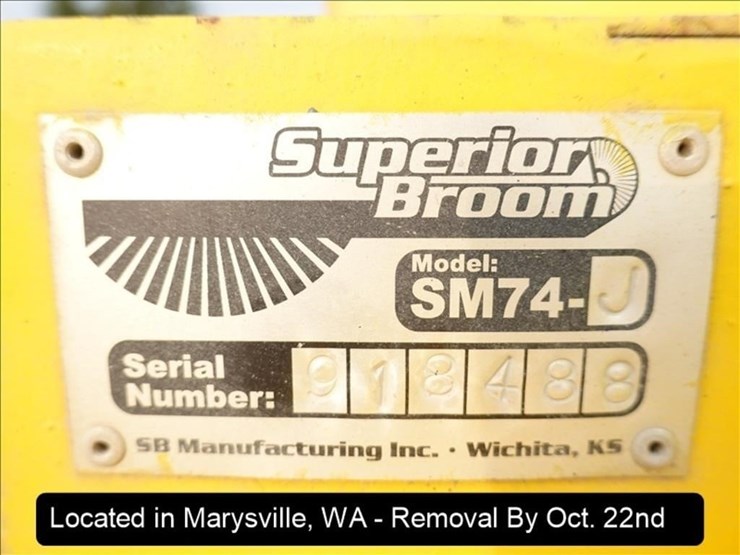 Superior
Broom
Model:
SM74-J
Serial
Number: 918488
SB Manufacturing Inc. • Wichita, KS
Located in Marysville, WA - Removal By Oct. 22nd